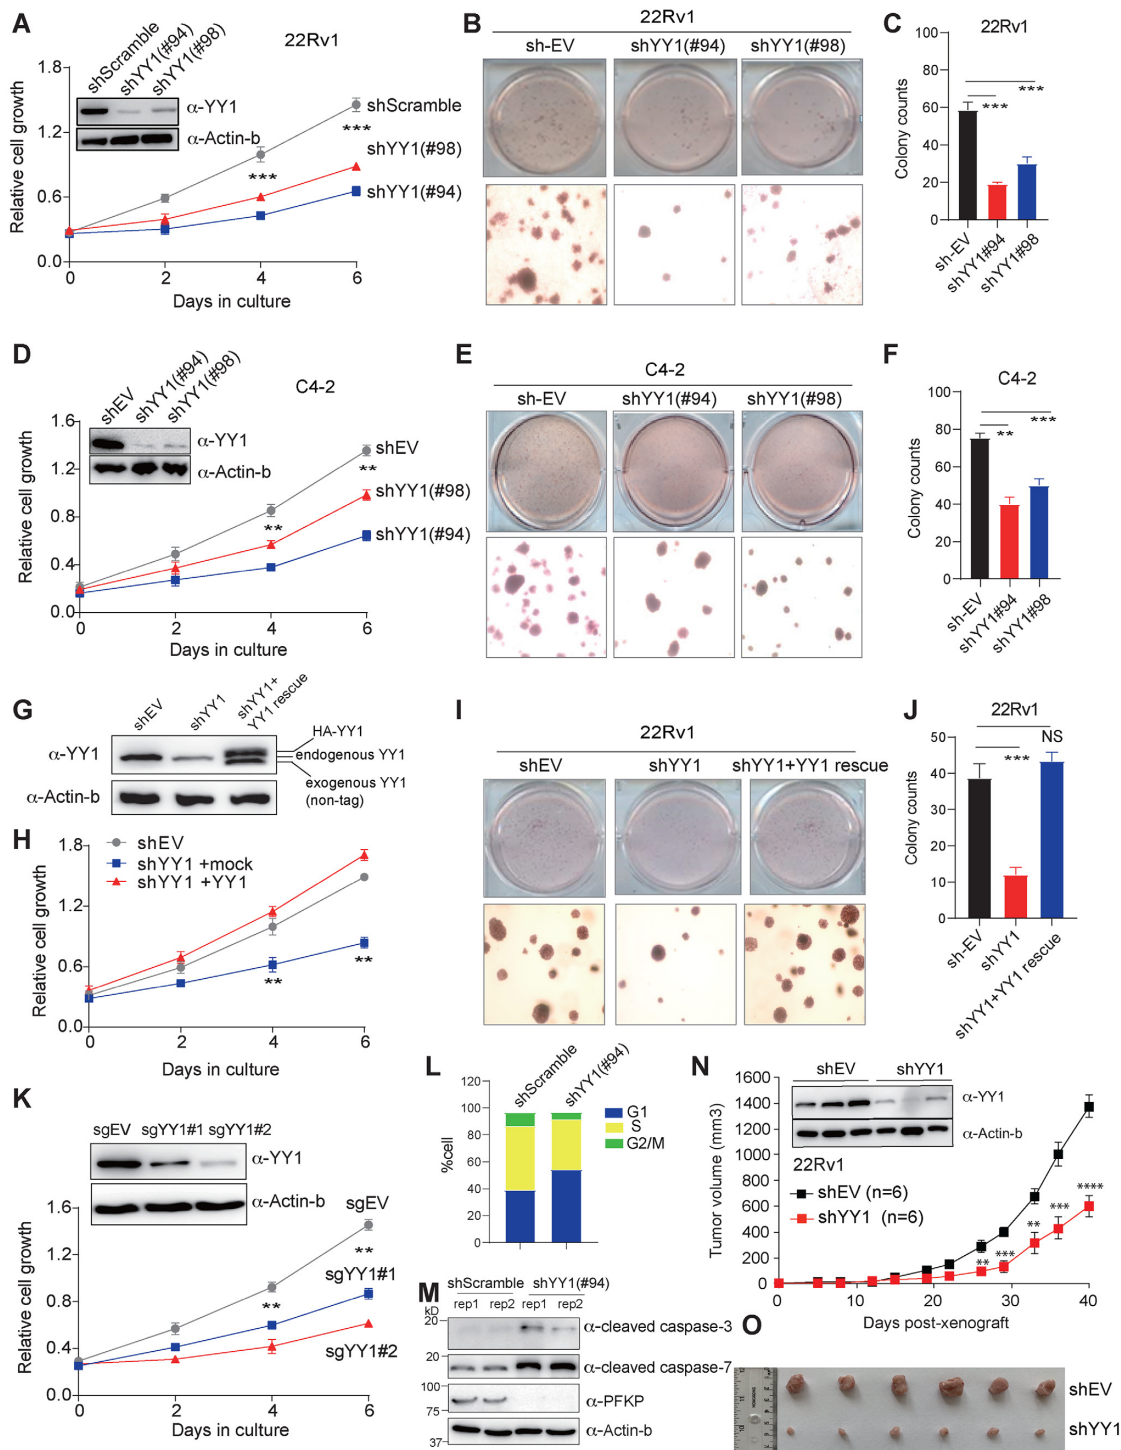 A
22Rv1
shScramble
shYY1(#94)
shYY1(#98)
α-YY1
α-Actin-b
Relative cell growth
1.8
1.2
0.6
0.0
0 2 4 6
Days in culture
shScramble
***
shYY1(#98)
***
shYY1(#94)
B
22Rv1
sh-EV shYY1(#94) shYY1(#98)
C
22Rv1
Colony counts
100
80
60
40
20
0
***
***
sh-EV
shYY1#94
shYY1#98
D
C4-2
shEV
shYY1(#94)
shYY1(#98)
α-YY1
α-Actin-b
Relative cell growth
1.6
1.2
0.8
0.4
0.0
0 2 4 6
Days in culture
shEV
**
shYY1(#98)
**
shYY1(#94)
E
C4-2
sh-EV shYY1(#94) shYY1(#98)
F
C4-2
Colony counts
100
80
60
40
20
0
**
***
sh-EV
shYY1#94
shYY1#98
G
shEV
shYY1
shYY1+
YY1 rescue
α-YY1
α-Actin-b
HA-YY1
endogenous YY1
exogenous YY1
(non-tag)
H
Relative cell growth
1.8
1.2
0.6
0.0
shEV
shYY1 +mock
shYY1 +YY1
**
**
0 2 4 6
Days in culture
I
22Rv1
shEV shYY1 shYY1+YY1 rescue
J
22Rv1
NS
***
Colony counts
50
40
30
20
10
0
sh-EV
shYY1
shYY1+YY1 rescue
K
sgEV sgYY1#1 sgYY1#2
α-YY1
α-Actin-b
Relative cell growth
1.6
1.2
0.8
0.4
0.0
0 2 4 6
Days in culture
sgEV
**
sgYY1#1
**
sgYY1#2
L
shScramble
shYY1(#94)
%cell
120
100
80
60
40
20
0
G1
S
G2/M
M
shScramble shYY1(#94)
kD rep1 rep2 rep1 rep2
20
α-cleaved caspase-3
20
α-cleaved caspase-7
100
α-PFKP
75
α-Actin-b
37
N
shEV shYY1
α-YY1
α-Actin-b
22Rv1
shEV (n=6)
shYY1 (n=6)
Tumor volume (mm3)
1600
1400
1200
1000
800
600
400
200
0
** *** ** *** ****
0 10 20 30 40
Days post-xenograft
O
shEV
shYY1